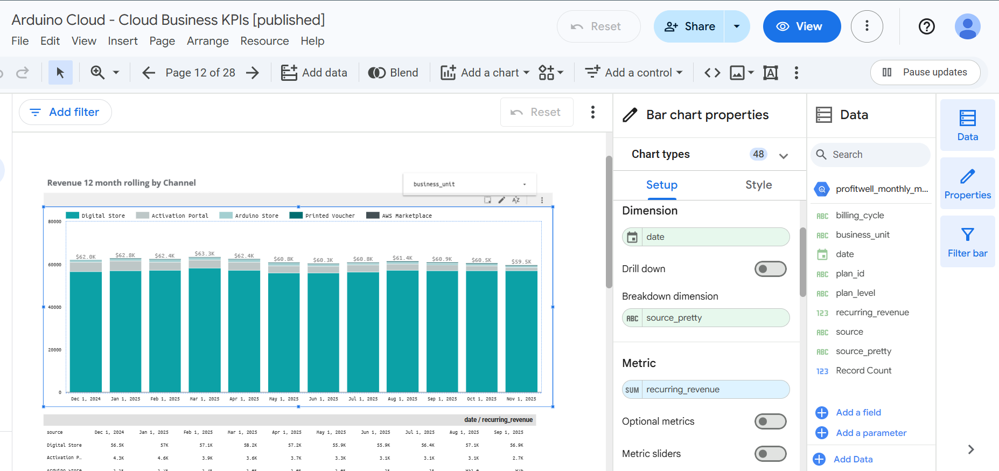 Arduino Cloud - Cloud Business KPIs [published]
Reset
Share
View
File Edit View Insert Page Arrange Resource Help
Page 12 of 28
Add data
Blend
Add a chart
Add a control
Pause updates
Add filter
Reset
Revenue 12 month rolling by Channel
business_unit
Digital Store Activation Portal Arduino Store Printed Voucher AWS Marketplace
80000
60000
40000
20000
0
$62.0K $62.8K $62.4K $63.3K $62.4K $60.8K $60.3K $60.8K $61.4K $60.9K $60.5K $59.5K
Dec 1, 2024 Jan 1, 2025 Feb 1, 2025 Mar 1, 2025 Apr 1, 2025 May 1, 2025 Jun 1, 2025 Jul 1, 2025 Aug 1, 2025 Sep 1, 2025 Oct 1, 2025 Nov 1, 2025
date / recurring_revenue
source Dec 1, 2024 Jan 1, 2025 Feb 1, 2025 Mar 1, 2025 Apr 1, 2025 May 1, 2025 Jun 1, 2025 Jul 1, 2025 Aug 1, 2025 Sep 1, 2025
Digital Store 56.5K 57K 57.1K 58.2K 57.2K 55.9K 55.9K 56.4K 57.1K 56.9K
Activation P… 4.3K 4.6K 3.9K 3.6K 3.7K 3.3K 3.1K 3.1K 3.1K 2.7K
Arduino Store
Bar chart properties
Chart types 48
Setup Style
Dimension
date
Drill down
Breakdown dimension
ABC source_pretty
Metric
SUM recurring_revenue
Optional metrics
Metric sliders
Data
Search
profitwell_monthly_m...
ABC billing_cycle
ABC business_unit
date
ABC plan_id
ABC plan_level
123 recurring_revenue
ABC source
ABC source_pretty
123 Record Count
Add a field
Add a parameter
Add Data
Data
Properties
Filter bar